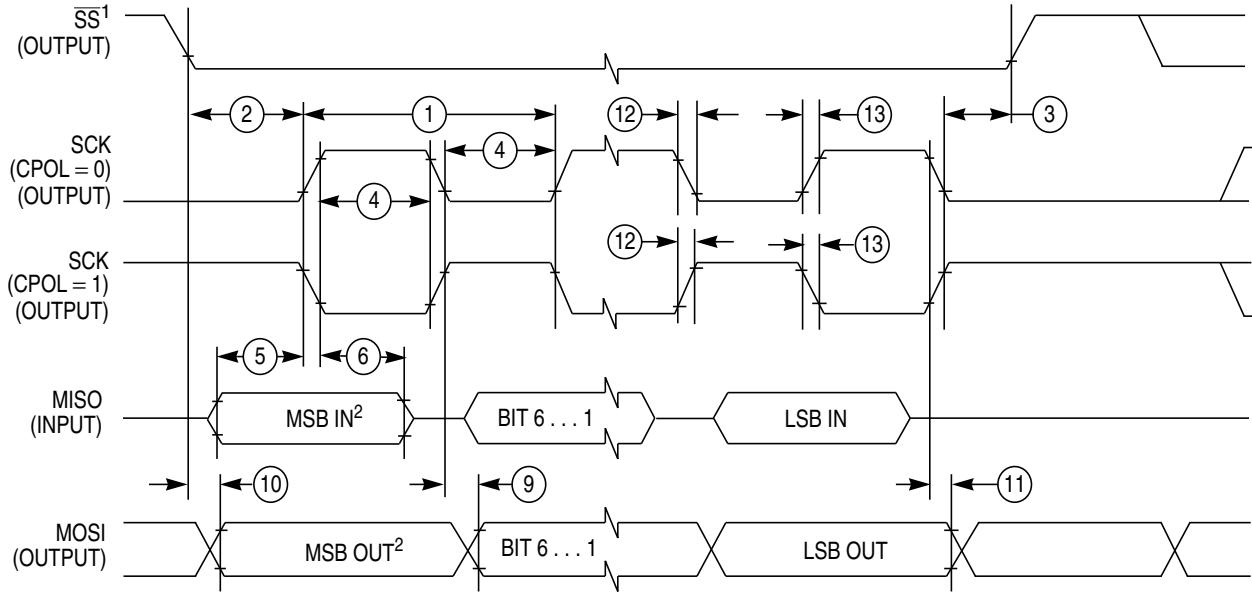 SS¹
(OUTPUT)
2
1
12
13
3
SCK
(CPOL = 0)
(OUTPUT)
4
4
12
13
SCK
(CPOL = 1)
(OUTPUT)
5
6
MISO
(INPUT)
MSB IN²
BIT 6 . . . 1
LSB IN
10
9
11
MOSI
(OUTPUT)
MSB OUT²
BIT 6 . . . 1
LSB OUT